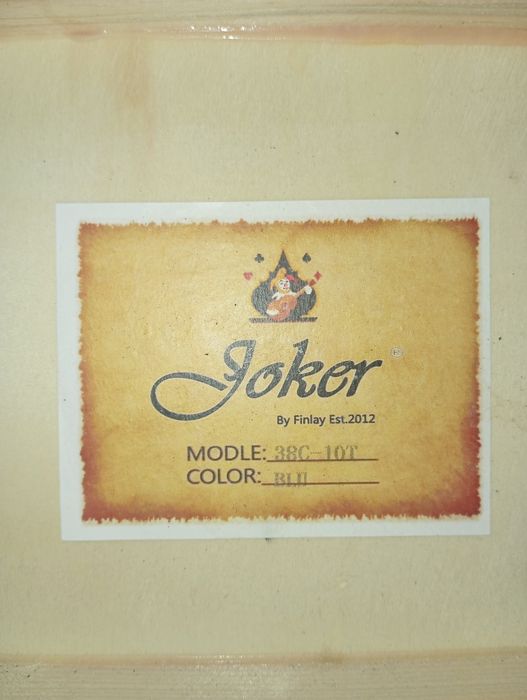 Joker ®
By Finlay Est.2012
MODLE: 38C-10T
COLOR: BLU